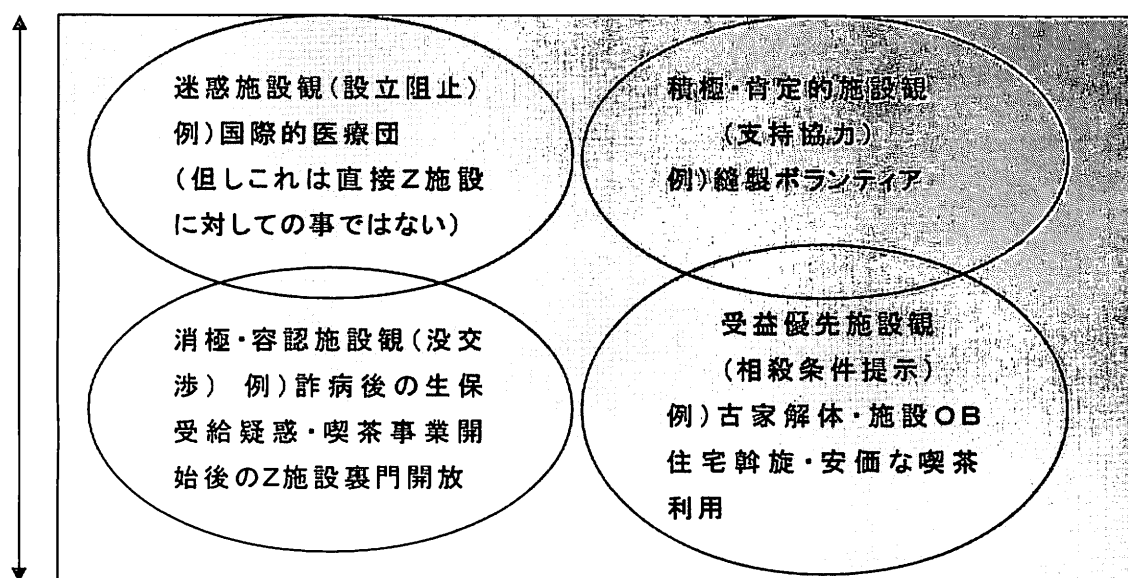 迷惑施設観(設立阻止)
例)国際的医療団
(但しこれは直接Z施設
に対しての事ではない)
積極・肯定的施設観
(支持協力)
例)縫製ボランティア
消極・容認施設観(没交
渉) 例)詐病後の生保
受給疑惑・喫茶事業開
始後のZ施設裏門開放
受益優先施設観
(相殺条件提示)
例)古家解体・施設OB
住宅斡旋・安価な喫茶
利用